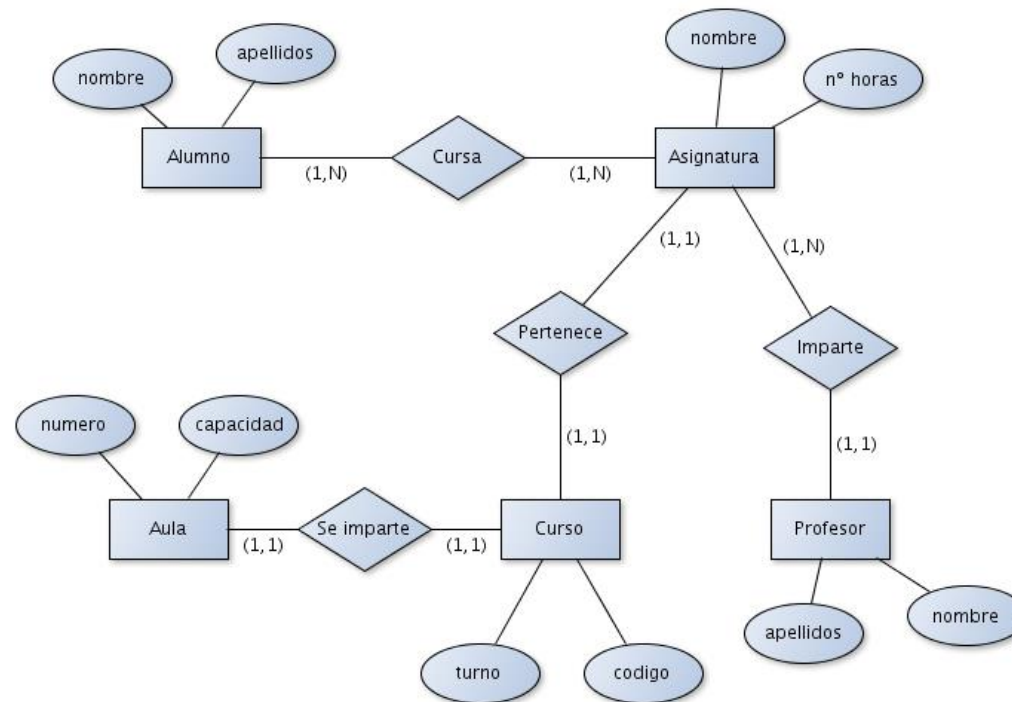 nombre
apellidos
nombre
nº horas
Alumno
Cursa
Asignatura
(1,N)
(1,N)
(1,1)
(1,N)
Pertenece
Imparte
numero
capacidad
(1,1)
(1,1)
Aula
Se imparte
Curso
Profesor
(1,1)
(1,1)
apellidos
nombre
turno
codigo